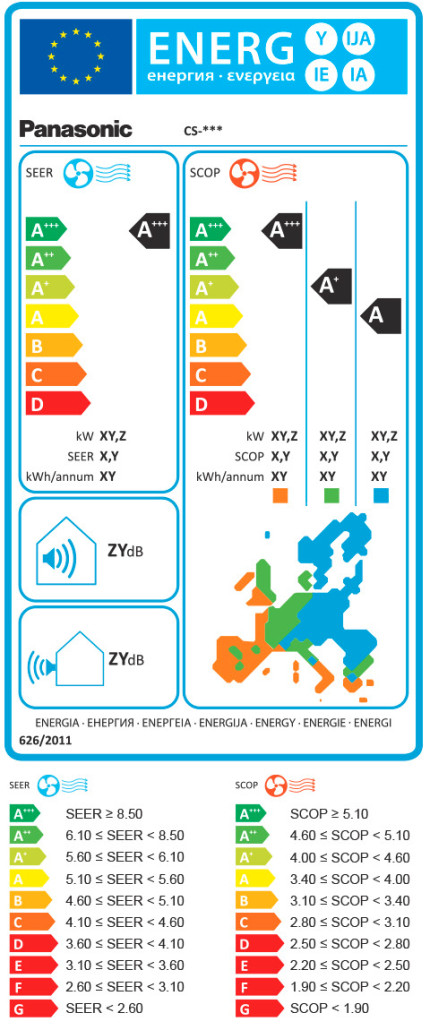 ENERG Y IJA
енергия · ενεργεια IE IA
Panasonic CS-***
SEER
A+++ A+++
A++
A+
A
B
C
D
kW XY,Z
SEER X,Y
kWh/annum XY
SCOP
A+++ A+++
A++
A+ A+
A A
B
C
D
kW XY,Z XY,Z XY,Z
SCOP X,Y X,Y X,Y
kWh/annum XY XY XY
ZYdB
ZYdB
ENERGIA · ЕНЕРГИЯ · ΕΝΕΡΓΕΙΑ · ENERGIJA · ENERGY · ENERGIE · ENERGI
626/2011
SEER
A+++ SEER ≥ 8.50
A++ 6.10 ≤ SEER < 8.50
A+ 5.60 ≤ SEER < 6.10
A 5.10 ≤ SEER < 5.60
B 4.60 ≤ SEER < 5.10
C 4.10 ≤ SEER < 4.60
D 3.60 ≤ SEER < 4.10
E 3.10 ≤ SEER < 3.60
F 2.60 ≤ SEER < 3.10
G SEER < 2.60
SCOP
A+++ SCOP ≥ 5.10
A++ 4.60 ≤ SCOP < 5.10
A+ 4.00 ≤ SCOP < 4.60
A 3.40 ≤ SCOP < 4.00
B 3.10 ≤ SCOP < 3.40
C 2.80 ≤ SCOP < 3.10
D 2.50 ≤ SCOP < 2.80
E 2.20 ≤ SCOP < 2.50
F 1.90 ≤ SCOP < 2.20
G SCOP < 1.90